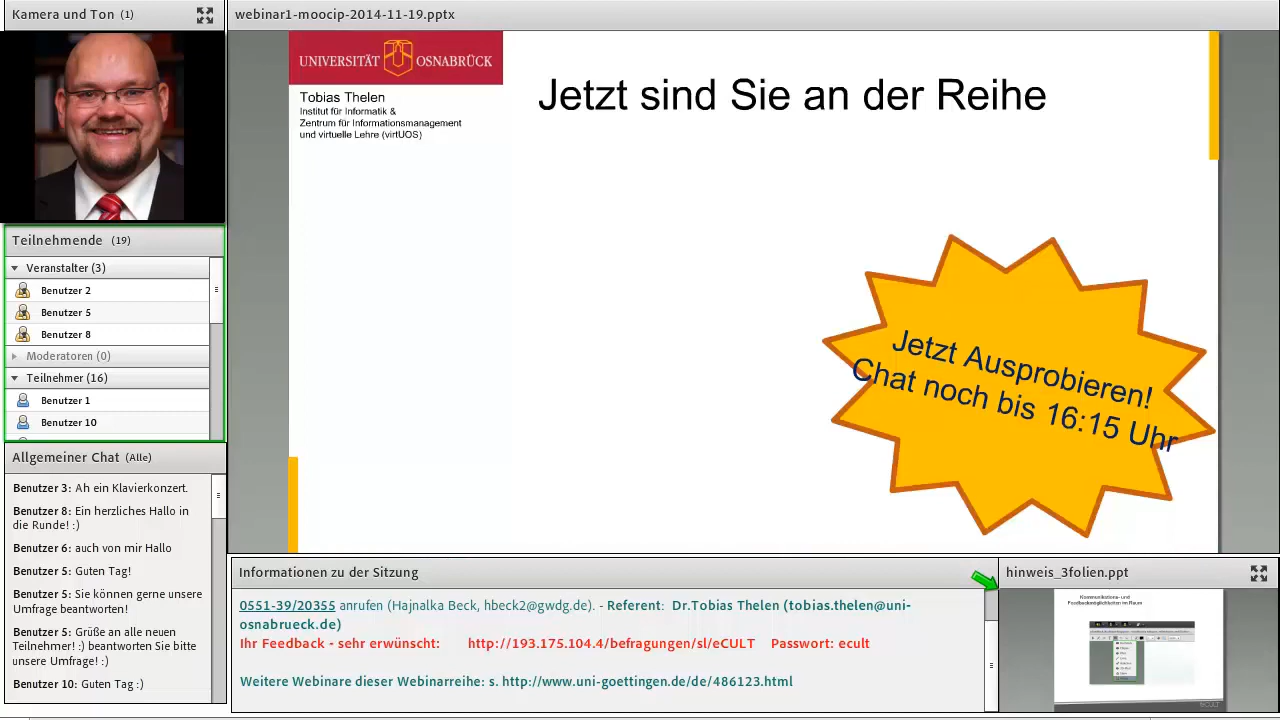 Kamera und Ton (1)
webinar1-moocip-2014-11-19.pptx
UNIVERSITÄT OSNABRÜCK
Tobias Thelen
Institut für Informatik &
Zentrum für Informationsmanagement
und virtuelle Lehre (virtUOS)
Jetzt sind Sie an der Reihe
Jetzt Ausprobieren!
Chat noch bis 16:15 Uhr
Teilnehmende (19)
Veranstalter (3)
Benutzer 2
Benutzer 5
Benutzer 8
Moderatoren (0)
Teilnehmer (16)
Benutzer 1
Benutzer 10
Allgemeiner Chat (Alle)
Benutzer 3: Ah ein Klavierkonzert.
Benutzer 8: Ein herzliches Hallo in
die Runde! :)
Benutzer 6: auch von mir Hallo
Benutzer 5: Guten Tag!
Benutzer 5: Sie können gerne unsere
Umfrage beantworten!
Benutzer 5: Grüße an alle neuen
Teilnehmer! :) beantworten Sie bitte
unsere Umfrage! :)
Benutzer 10: Guten Tag :)
Informationen zu der Sitzung
0551-39/20355 anrufen (Hajnalka Beck, hbeck2@gwdg.de). - Referent: Dr.Tobias Thelen (tobias.thelen@uni-
osnabrueck.de)
Ihr Feedback - sehr erwünscht - http://193.175.104.4/befragungen/sl/eCULT Passwort: ecult
Weitere Webinare dieser Webinarreihe: s. http://www.uni-goettingen.de/de/486123.html
hinweis_3folien.ppt
Kommunikations- und
Feedbackmöglichkeiten im Raum
eCULT